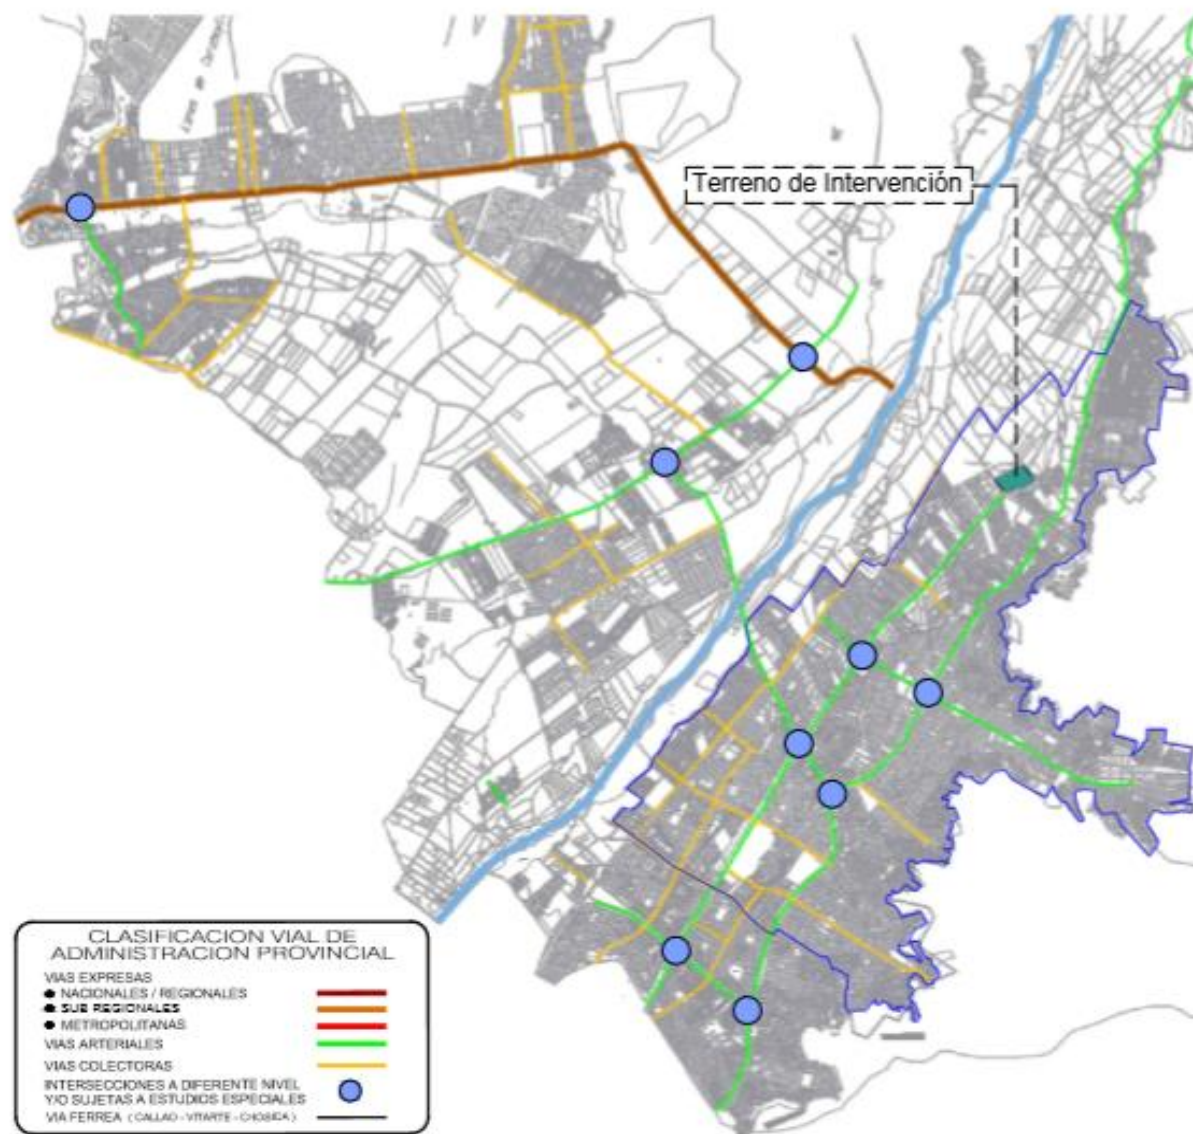 Terreno de Intervención
CLASIFICACION VIAL DE
ADMINISTRACION PROVINCIAL
VIAS EXPRESAS
● NACIONALES / REGIONALES
● SUB REGIONALES
● METROPOLITANAS
VIAS ARTERIALES
VIAS COLECTORAS
INTERSECCIONES A DIFERENTE NIVEL
Y/O SUJETAS A ESTUDIOS ESPECIALES
VIA FERREA ( CALLAO - VITARTE - CHOSICA )